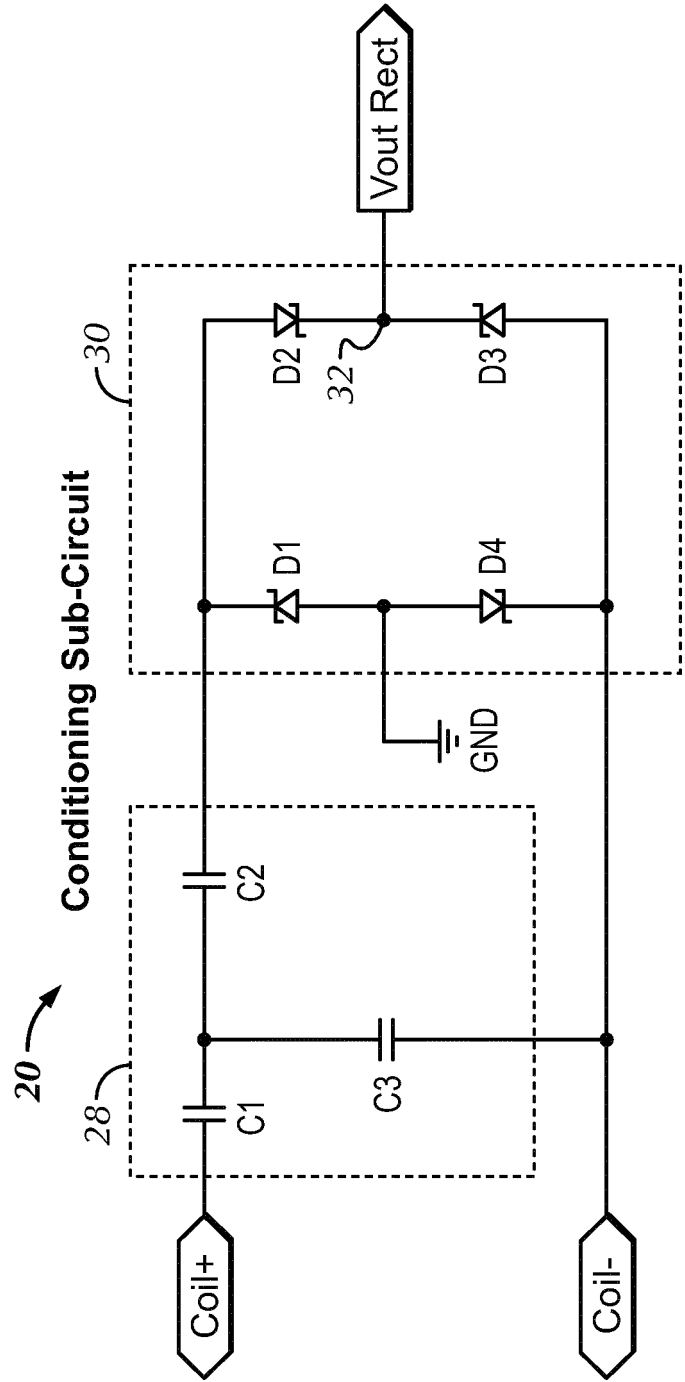 Conditioning Sub-Circuit
20
28
30
Coil+
C1
C2
C3
GND
D1
D2
D4
D3
32
Vout Rect
Coil-